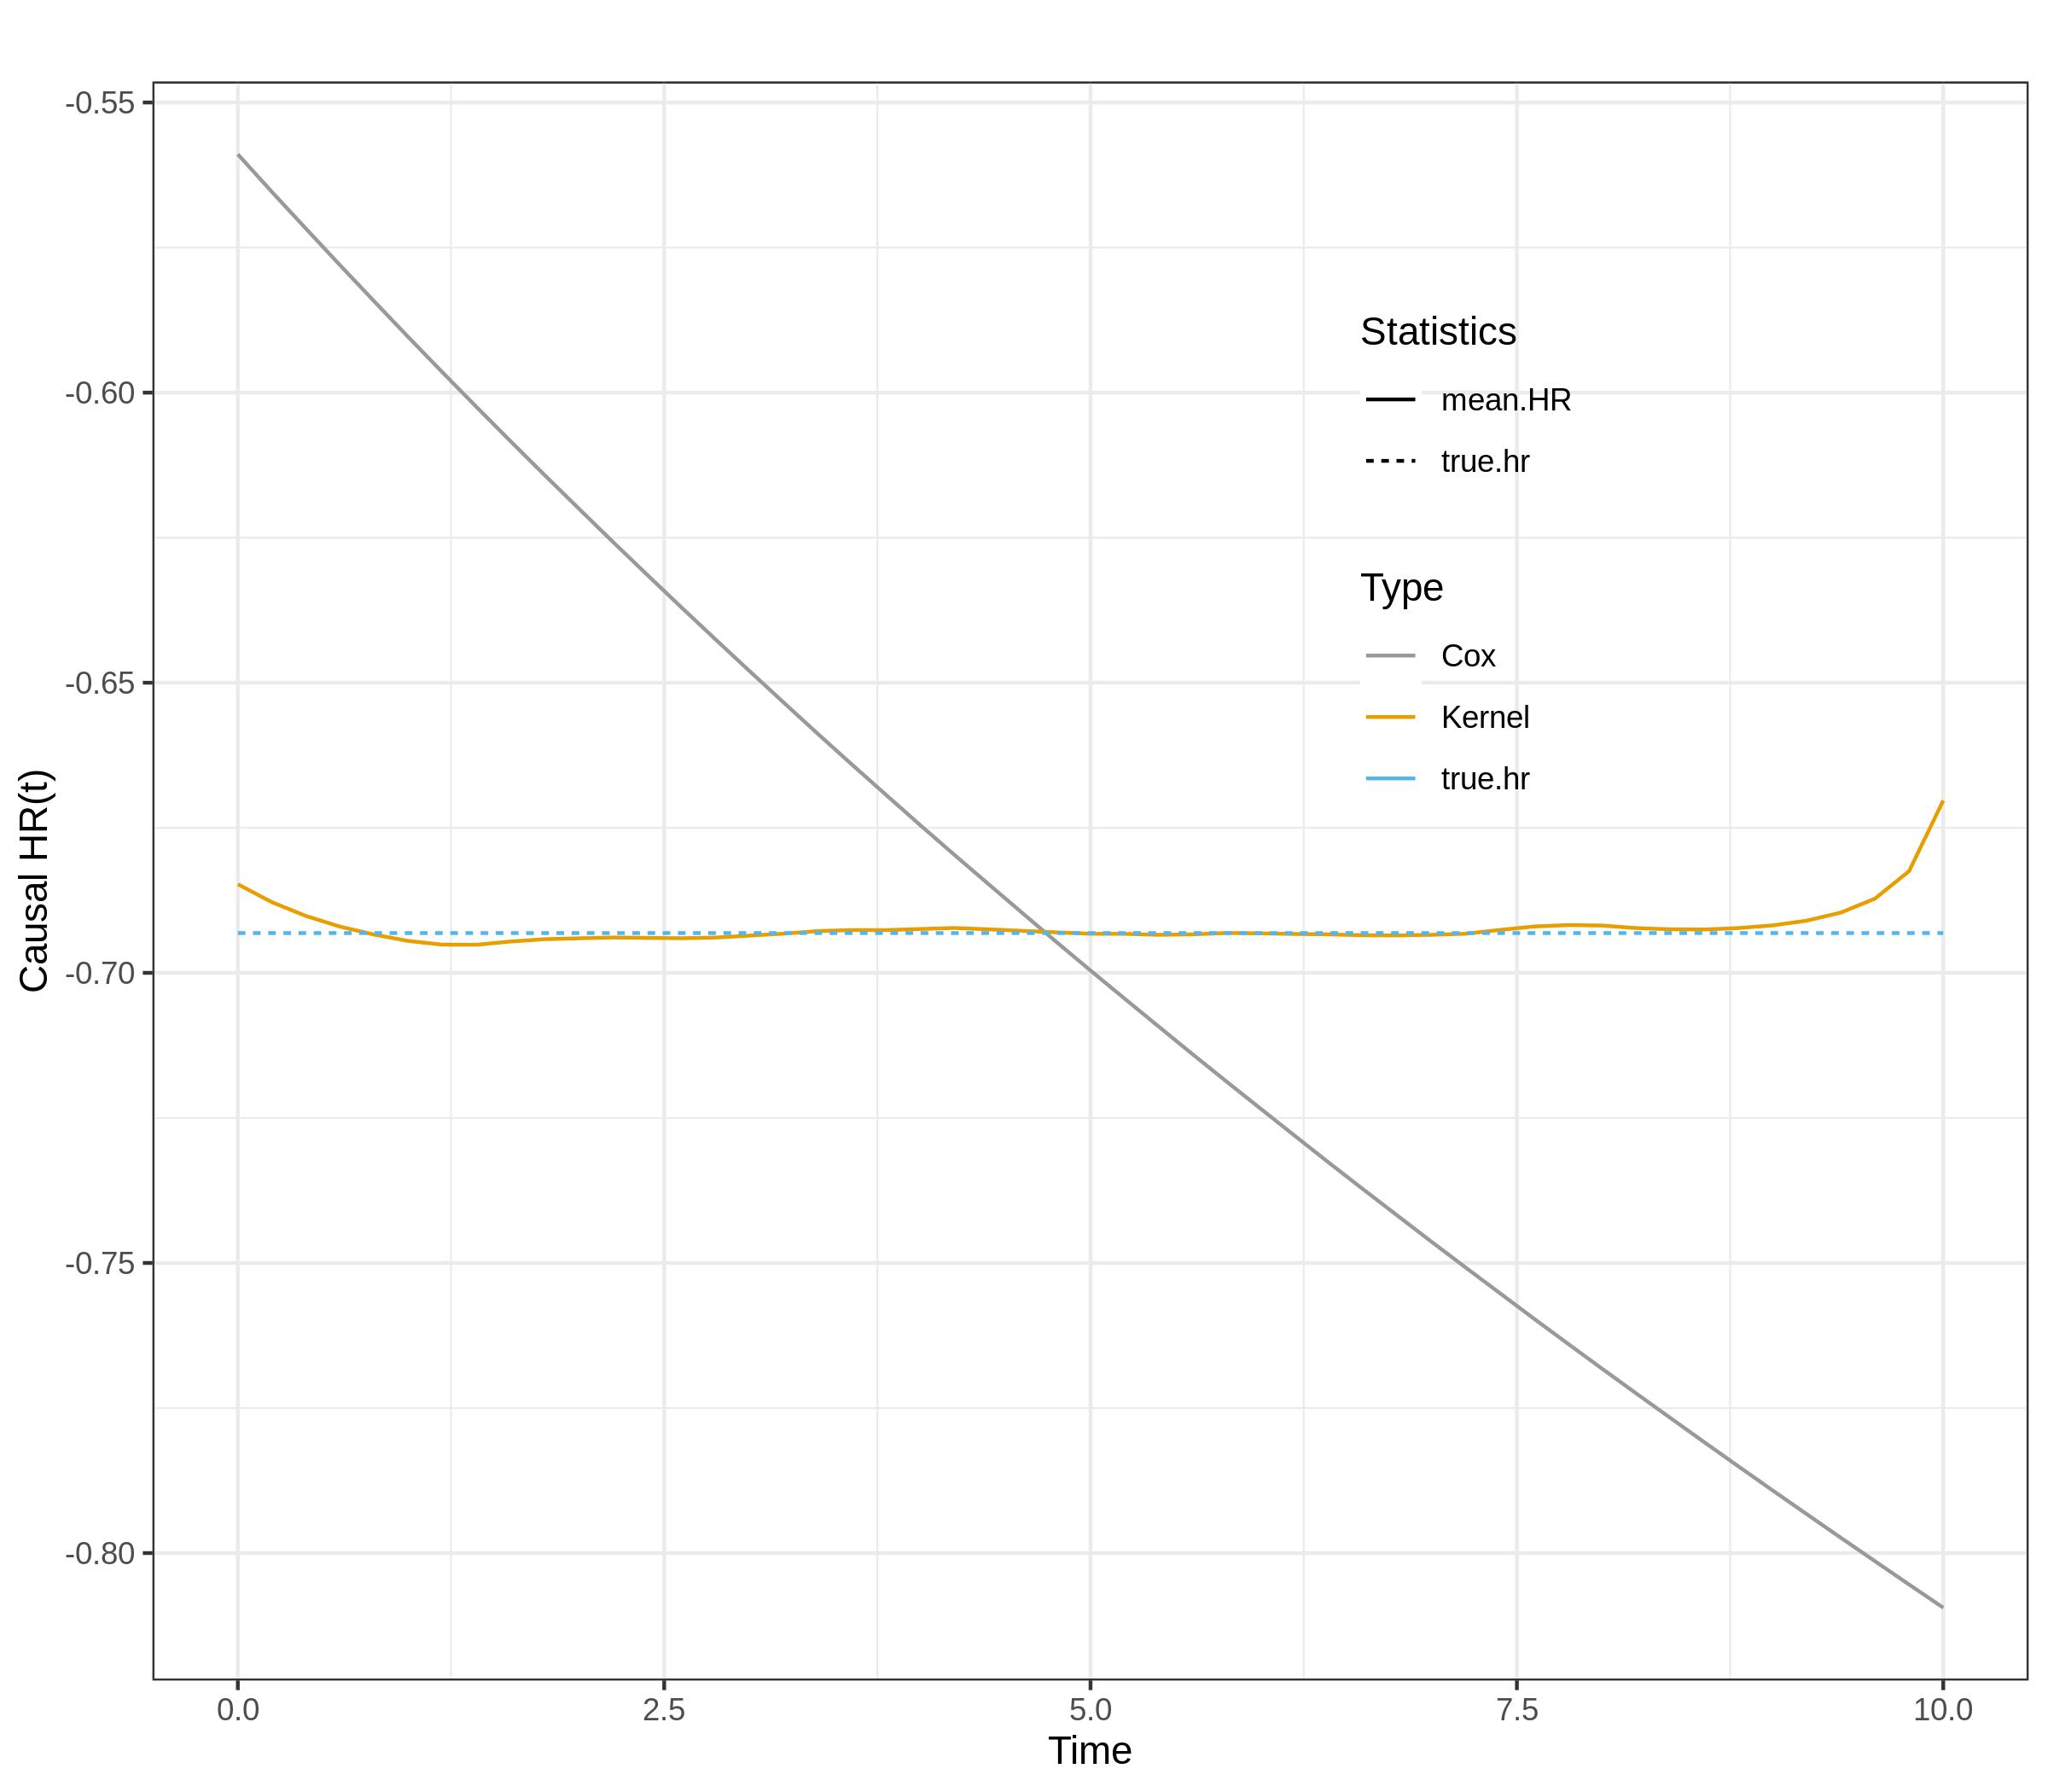 -0.55
-0.60
-0.65
-0.70
-0.75
-0.80
Causal HR(t)
Statistics
mean.HR
true.hr
Type
Cox
Kernel
true.hr
0.0 2.5 5.0 7.5 10.0
Time